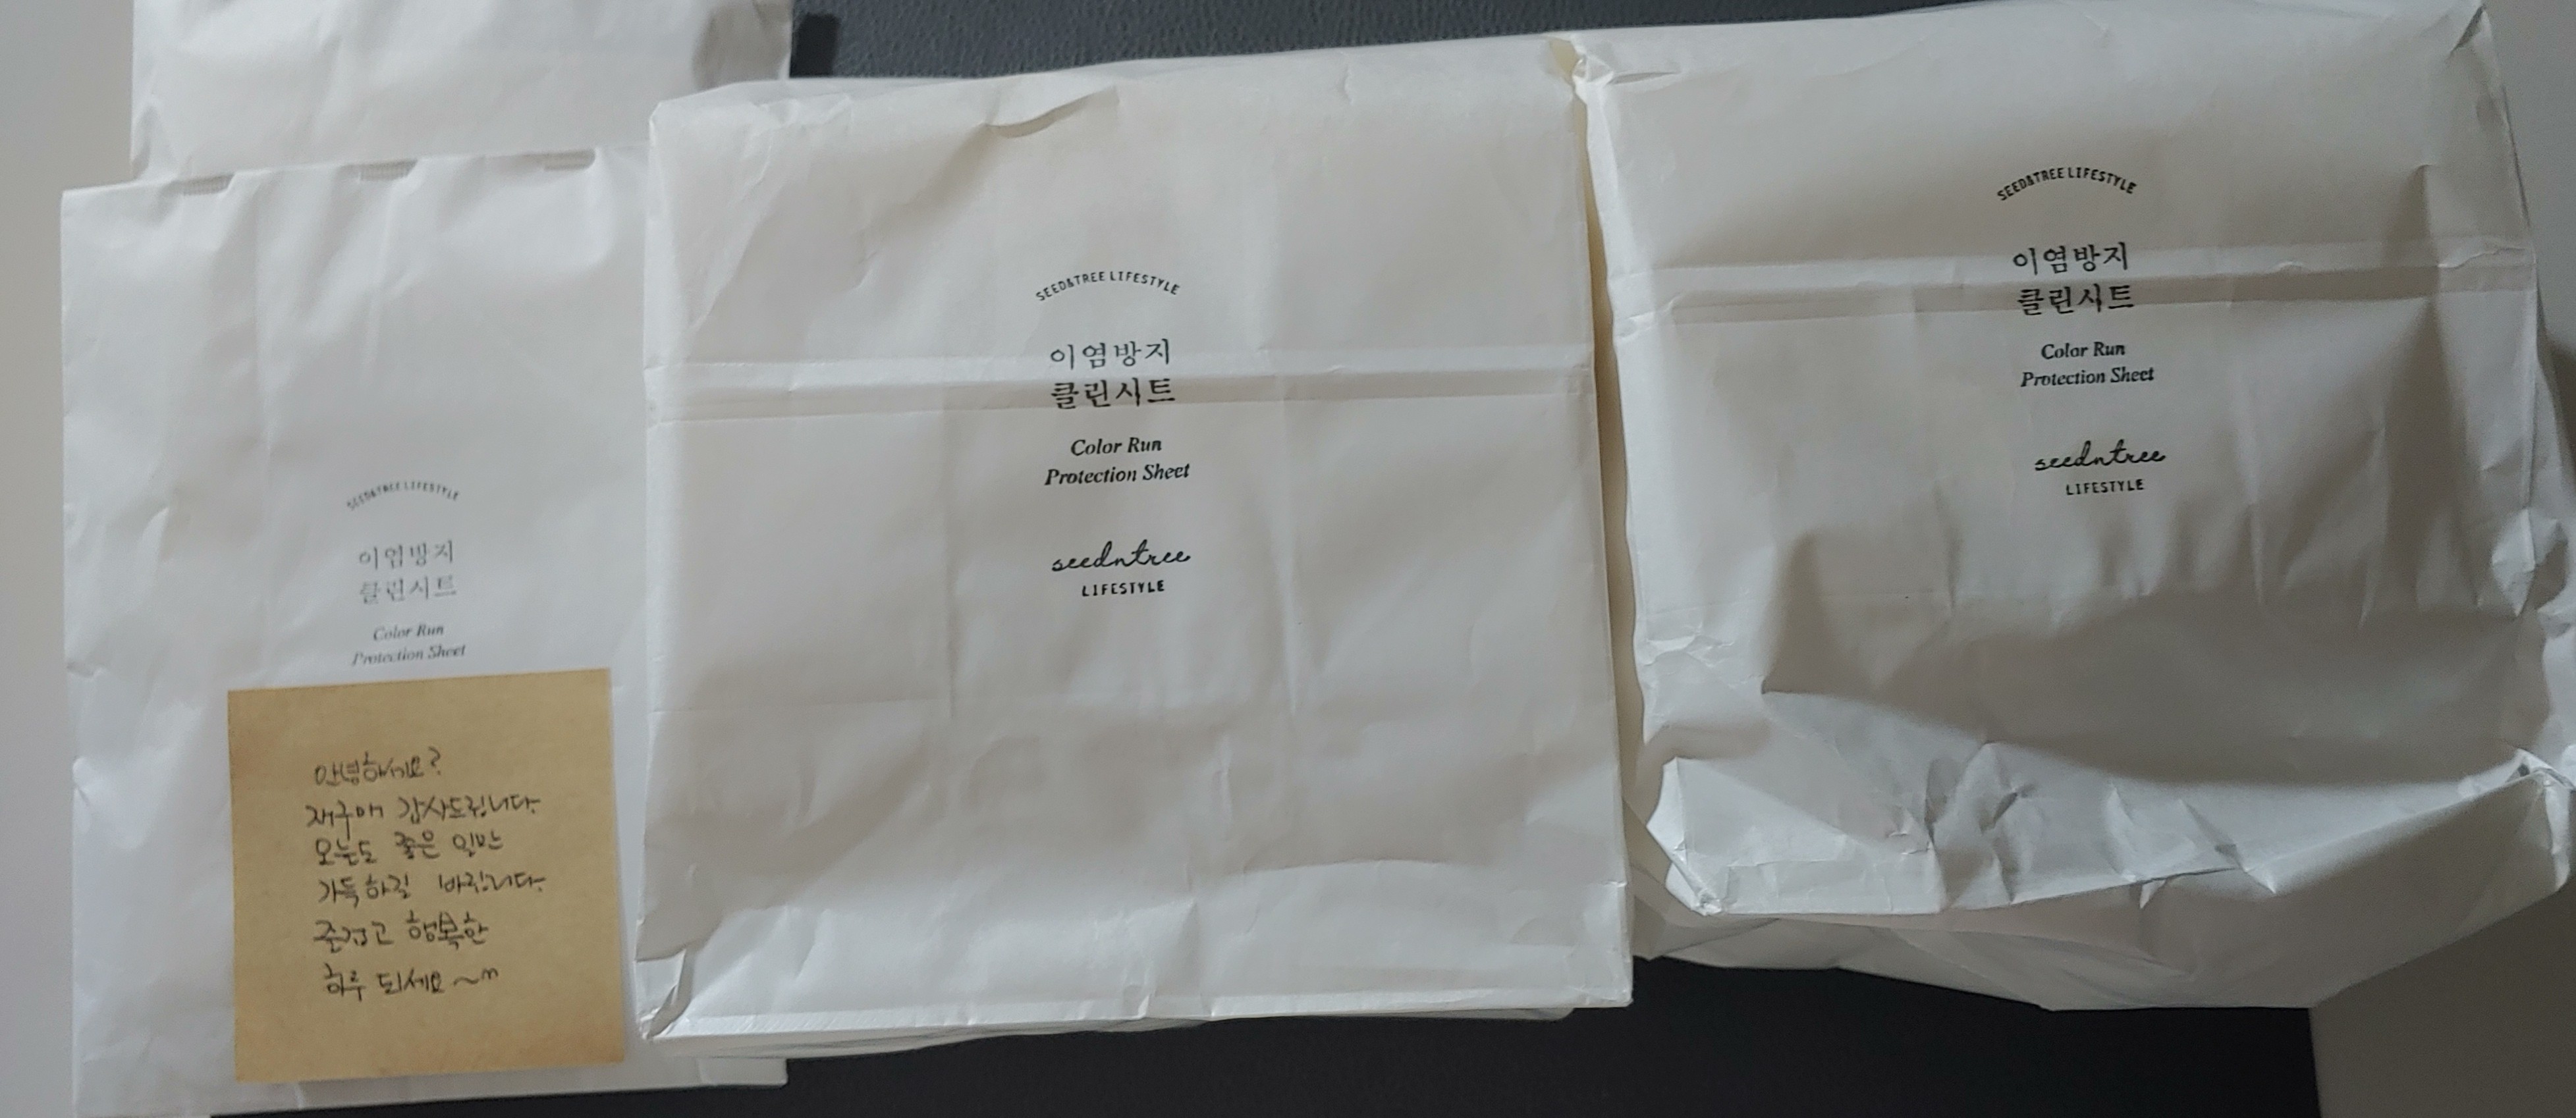 SEED&TREE LIFESTYLE
이염방지
클린시트
Color Run
Protection Sheet
안녕하세요?
재구매 감사드립니다.
오늘도 좋은 일만
가득하길 바랍니다.
즐겁고 행복한
하루 되세요~^^
SEED&TREE LIFESTYLE
이염방지
클린시트
Color Run
Protection Sheet
seedntree
LIFESTYLE
SEED&TREE LIFESTYLE
이염방지
클린시트
Color Run
Protection Sheet
seedntree
LIFESTYLE